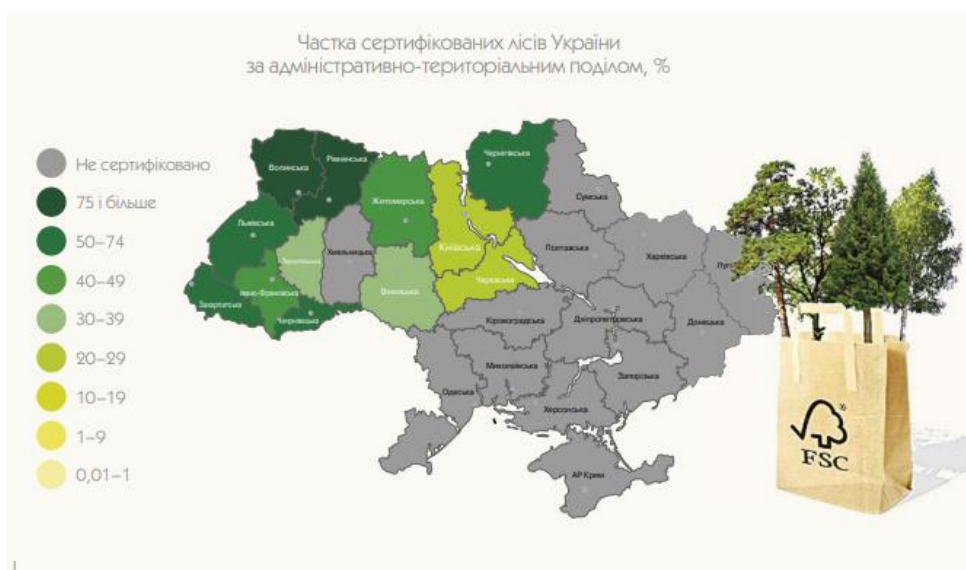 Частка сертифікованих лісів України
за адміністративно-територіальним поділом, %
Не сертифіковано
75 і більше
50–74
40–49
30–39
20–29
10–19
1–9
0,01–1
Волинська
Рівненська
Житомирська
Чернігівська
Сумська
Львівська
Хмельницька
Київська
Полтавська
Харківська
Вінницька
Черкаська
Івано-Франківська
Закарпатська
Чернівецька
Кіровоградська
Дніпропетровська
Донецька
Миколаївська
Запорізька
Одеська
Херсонська
АР Крим
®
FSC